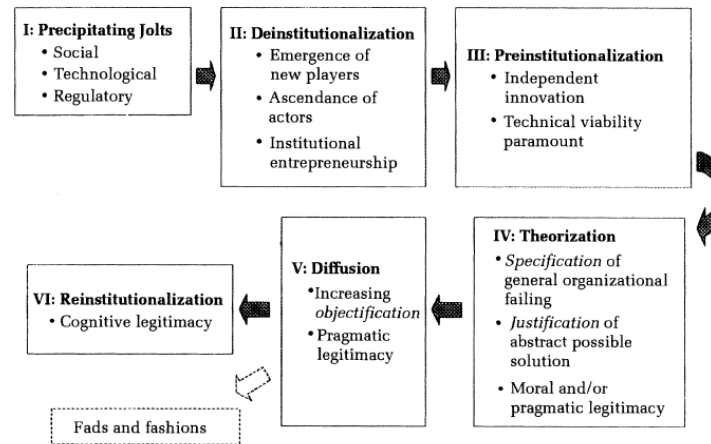 I: Precipitating Jolts
• Social
• Technological
• Regulatory
II: Deinstitutionalization
• Emergence of
new players
• Ascendance of
actors
• Institutional
entrepreneurship
III: Preinstitutionalization
• Independent
innovation
• Technical viability
paramount
IV: Theorization
• Specification of
general organizational
failing
• Justification of
abstract possible
solution
• Moral and/or
pragmatic legitimacy
V: Diffusion
•Increasing
objectification
•Pragmatic
legitimacy
VI: Reinstitutionalization
• Cognitive legitimacy
Fads and fashions